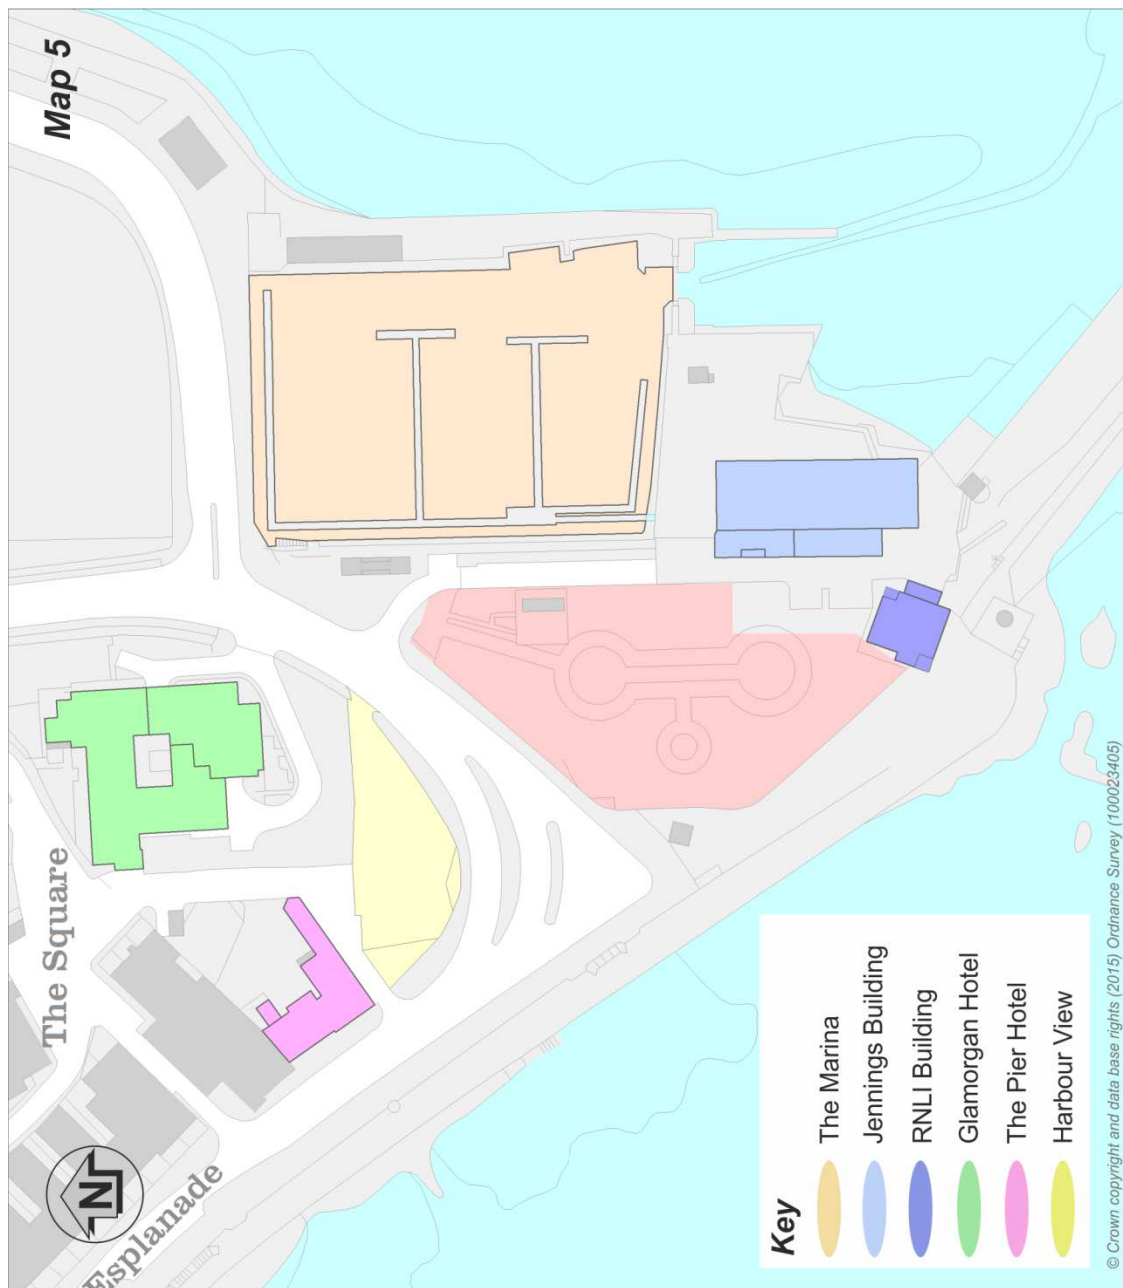 Map 5
The Square
N
Esplanade
Key
The Marina
Jennings Building
RNLI Building
Glamorgan Hotel
The Pier Hotel
Harbour View
© Crown copyright and data base rights (2015) Ordnance Survey (100023405)